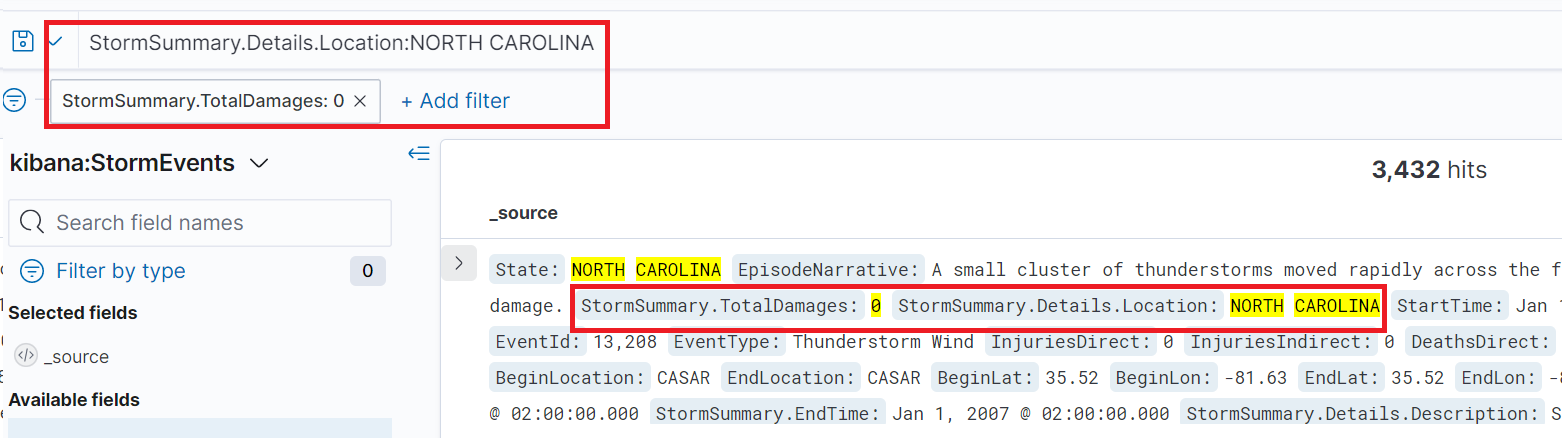 StormSummary.Details.Location:NORTH CAROLINA
StormSummary.TotalDamages: 0 × + Add filter
kibana:StormEvents
3,432 hits
Search field names
_source
Filter by type 0
State: NORTH CAROLINA EpisodeNarrative: A small cluster of thunderstorms moved rapidly across the f
damage. StormSummary.TotalDamages: 0 StormSummary.Details.Location: NORTH CAROLINA StartTime: Jan 1
Selected fields
EventId: 13,208 EventType: Thunderstorm Wind InjuriesDirect: 0 InjuriesIndirect: 0 DeathsDirect:
_source
BeginLocation: CASAR EndLocation: CASAR BeginLat: 35.52 BeginLon: -81.63 EndLat: 35.52 EndLon: -8
Available fields
@ 02:00:00.000 StormSummary.EndTime: Jan 1, 2007 @ 02:00:00.000 StormSummary.Details.Description: S